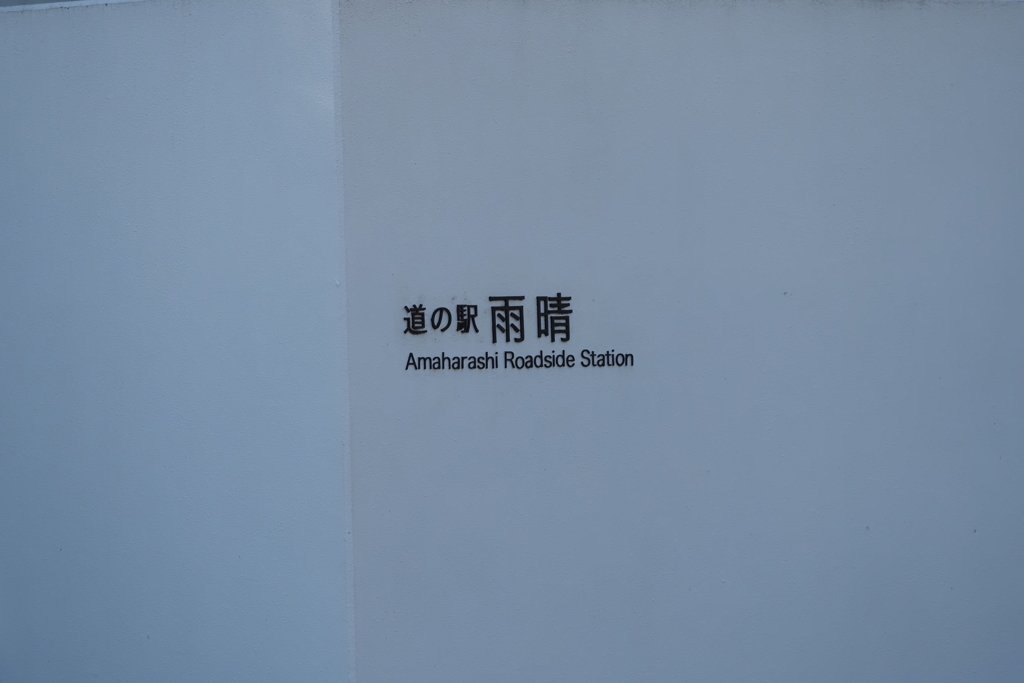 道の駅 雨晴
Amaharashi Roadside Station